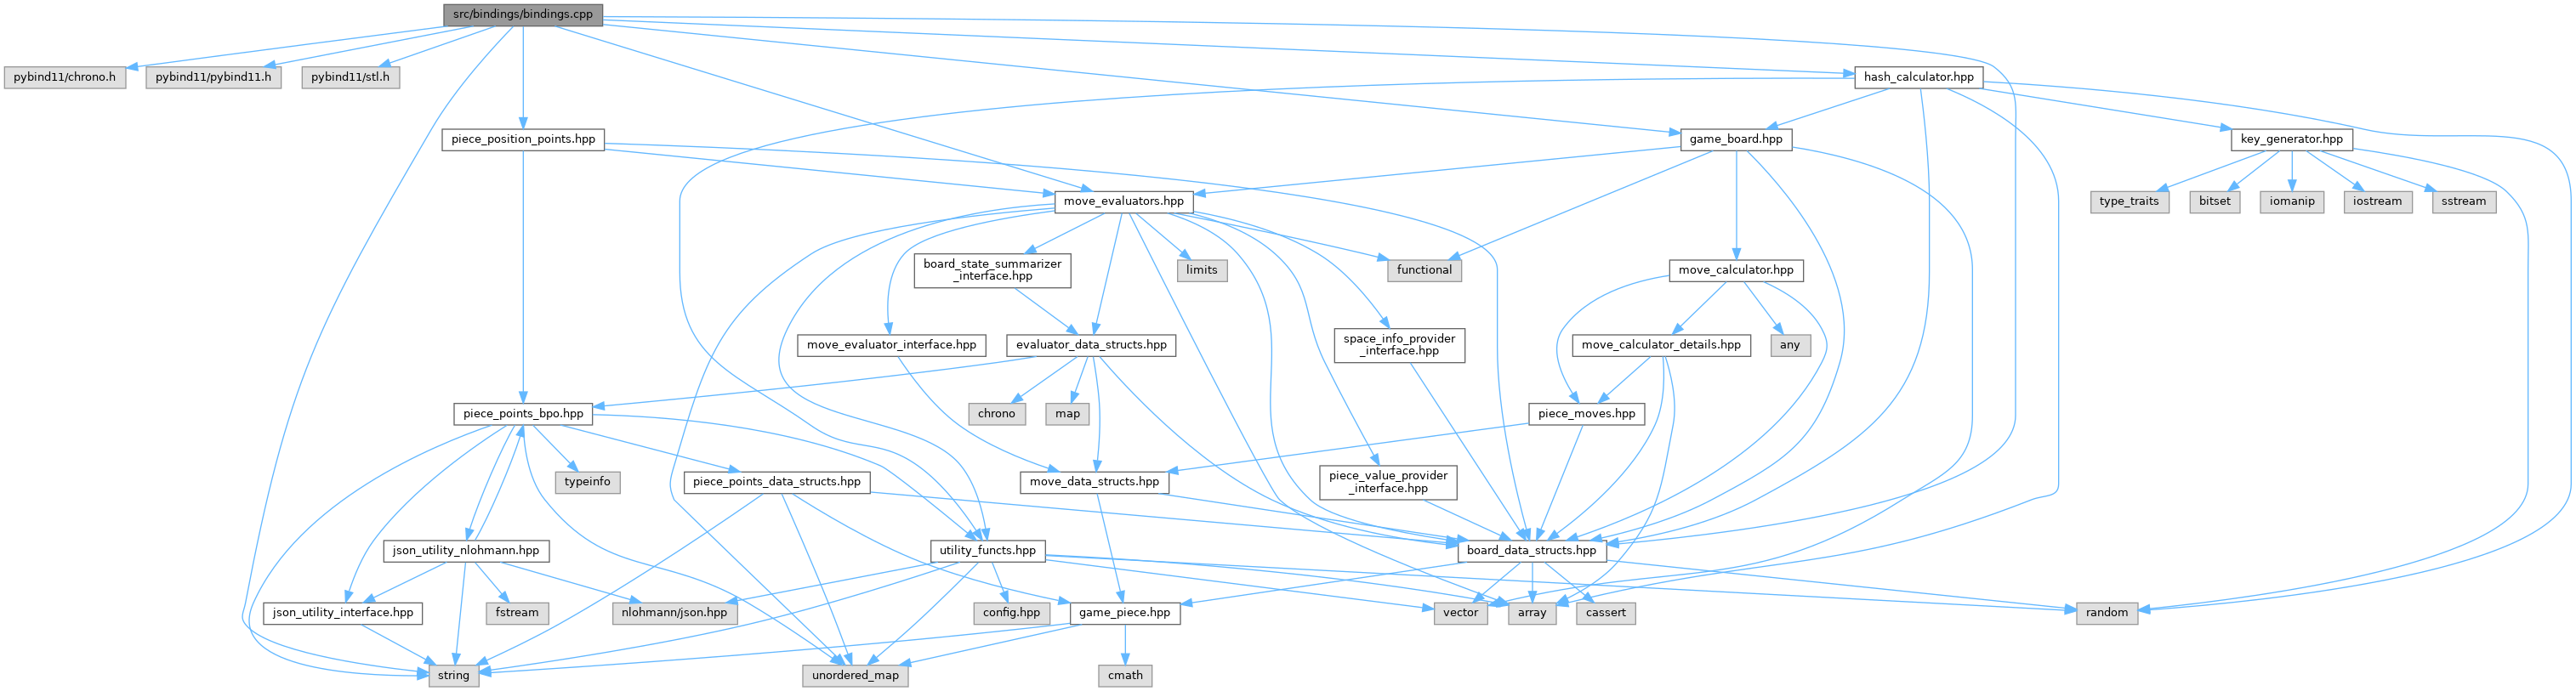 src/bindings/bindings.cpp
pybind11/chrono.h
pybind11/pybind11.h
pybind11/stl.h
hash_calculator.hpp
piece_position_points.hpp
game_board.hpp
key_generator.hpp
move_evaluators.hpp
type_traits
bitset
iomanip
iostream
sstream
board_state_summarizer
_interface.hpp
limits
functional
move_calculator.hpp
move_evaluator_interface.hpp
evaluator_data_structs.hpp
space_info_provider
_interface.hpp
move_calculator_details.hpp
any
piece_points_bpo.hpp
chrono
map
piece_moves.hpp
typeinfo
piece_points_data_structs.hpp
move_data_structs.hpp
piece_value_provider
_interface.hpp
json_utility_nlohmann.hpp
utility_functs.hpp
board_data_structs.hpp
json_utility_interface.hpp
fstream
nlohmann/json.hpp
config.hpp
game_piece.hpp
vector
array
cassert
random
string
unordered_map
cmath